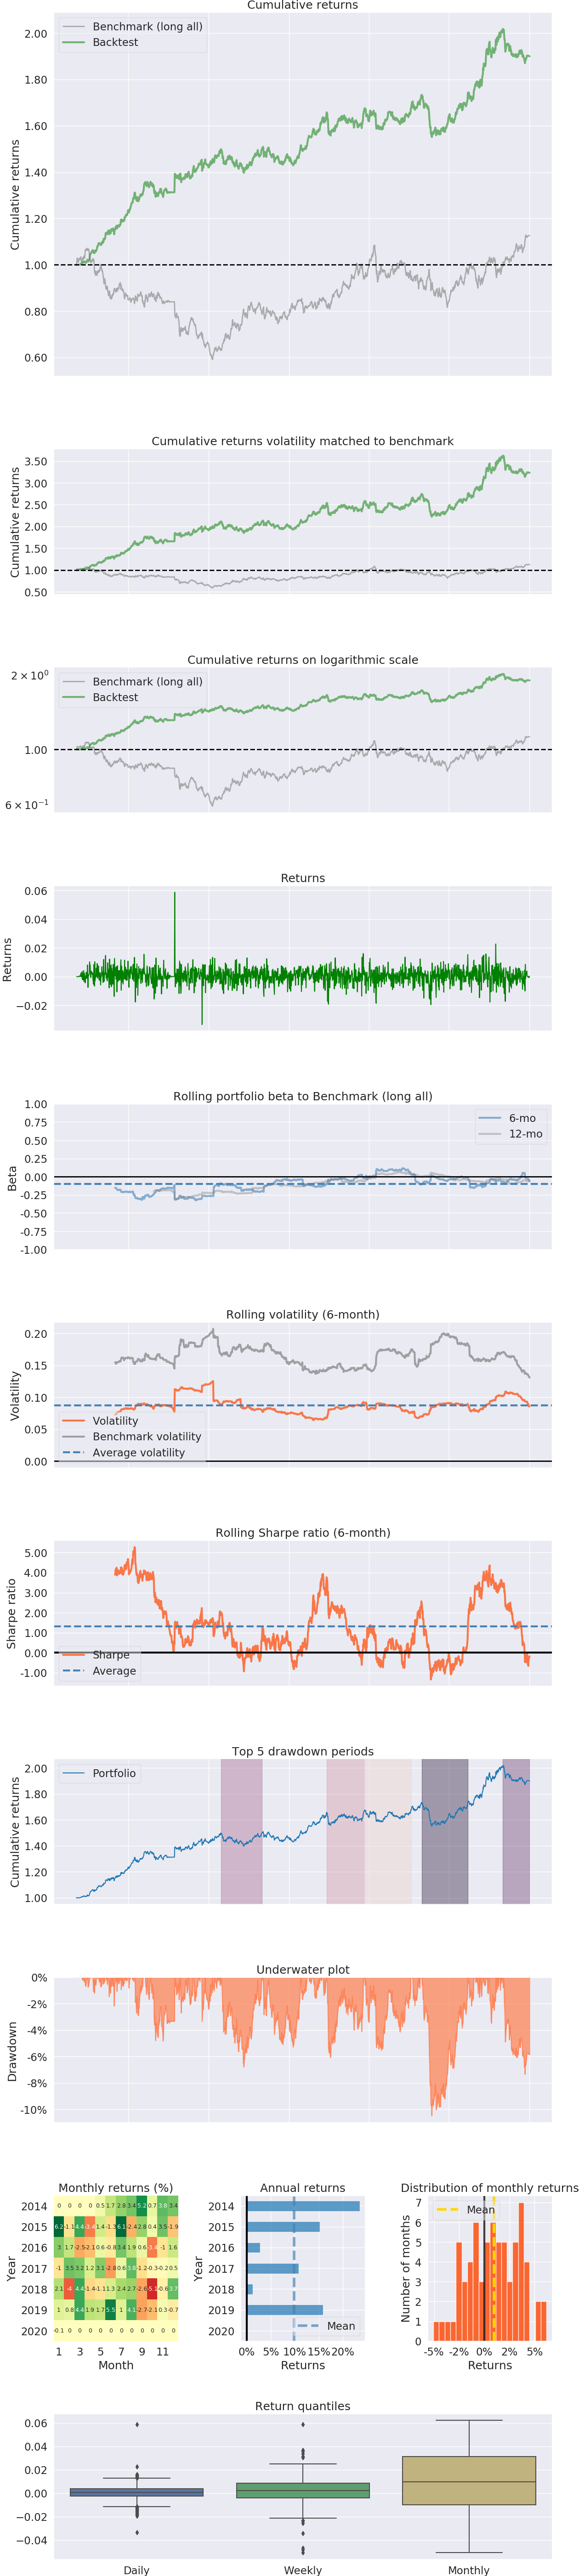 Cumulative returns
Benchmark (long all)
Backtest
2.00
1.80
1.60
1.40
1.20
1.00
0.80
0.60
Cumulative returns
Cumulative returns volatility matched to benchmark
3.50
3.00
2.50
2.00
1.50
1.00
0.50
Cumulative returns
Cumulative returns on logarithmic scale
Benchmark (long all)
Backtest
2 × 10⁰
1.00
6 × 10⁻¹
Returns
0.06
0.04
0.02
0.00
−0.02
Returns
Rolling portfolio beta to Benchmark (long all)
6-mo
12-mo
1.00
0.75
0.50
0.25
0.00
-0.25
-0.50
-0.75
-1.00
Beta
Rolling volatility (6-month)
0.20
0.15
0.10
0.05
0.00
Volatility
Volatility
Benchmark volatility
Average volatility
Rolling Sharpe ratio (6-month)
5.00
4.00
3.00
2.00
1.00
0.00
-1.00
Sharpe ratio
Sharpe
Average
Top 5 drawdown periods
Portfolio
2.00
1.80
1.60
1.40
1.20
1.00
Cumulative returns
Underwater plot
0%
-2%
-4%
-6%
-8%
-10%
Drawdown
Monthly returns (%)
2014
2015
2016
2017
2018
2019
2020
Year
1 3 5 7 9 11
Month
Annual returns
2014
2015
2016
2017
2018
2019
2020
Year
Mean
0% 5% 10%15%20%
Returns
Distribution of monthly returns
Mean
7
6
5
4
3
2
1
0
Number of months
-5% -2% 0% 2% 5%
Returns
Return quantiles
0.06
0.04
0.02
0.00
−0.02
−0.04
Daily Weekly Monthly